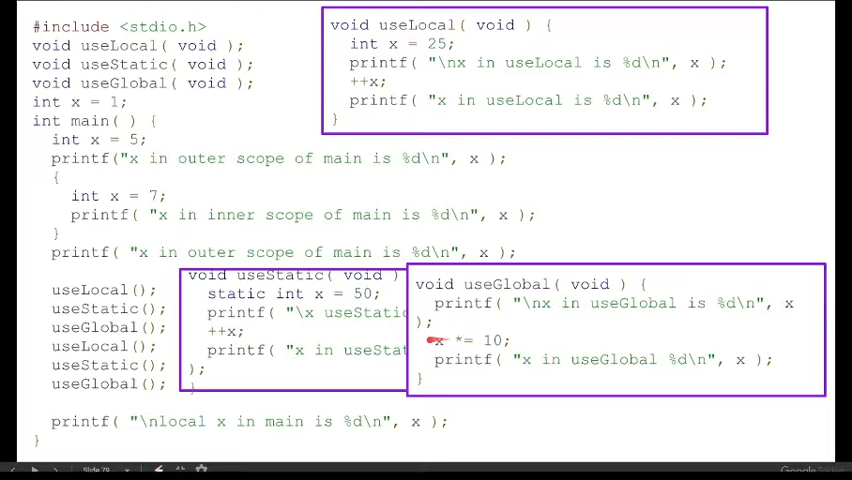 #include <stdio.h>
void useLocal( void );
void useStatic( void );
void useGlobal( void );
int x = 1;
int main( ) {
int x = 5;
printf("x in outer scope of main is %d\n", x );
{
int x = 7;
printf( "x in inner scope of main is %d\n", x );
}
printf( "x in outer scope of main is %d\n", x );
useLocal();
useStatic();
useGlobal();
useLocal();
useStatic();
useGlobal();
printf( "\nlocal x in main is %d\n", x );
}
void useLocal( void ) {
int x = 25;
printf( "\nx in useLocal is %d\n", x );
++x;
printf( "x in useLocal is %d\n", x );
}
void useStatic( void )
static int x = 50;
printf( "\x useStatic
++x;
printf( "x in useStat
);
}
void useGlobal( void ) {
printf( "\nx in useGlobal is %d\n", x
);
x *= 10;
printf( "x in useGlobal %d\n", x );
}
Slide 79